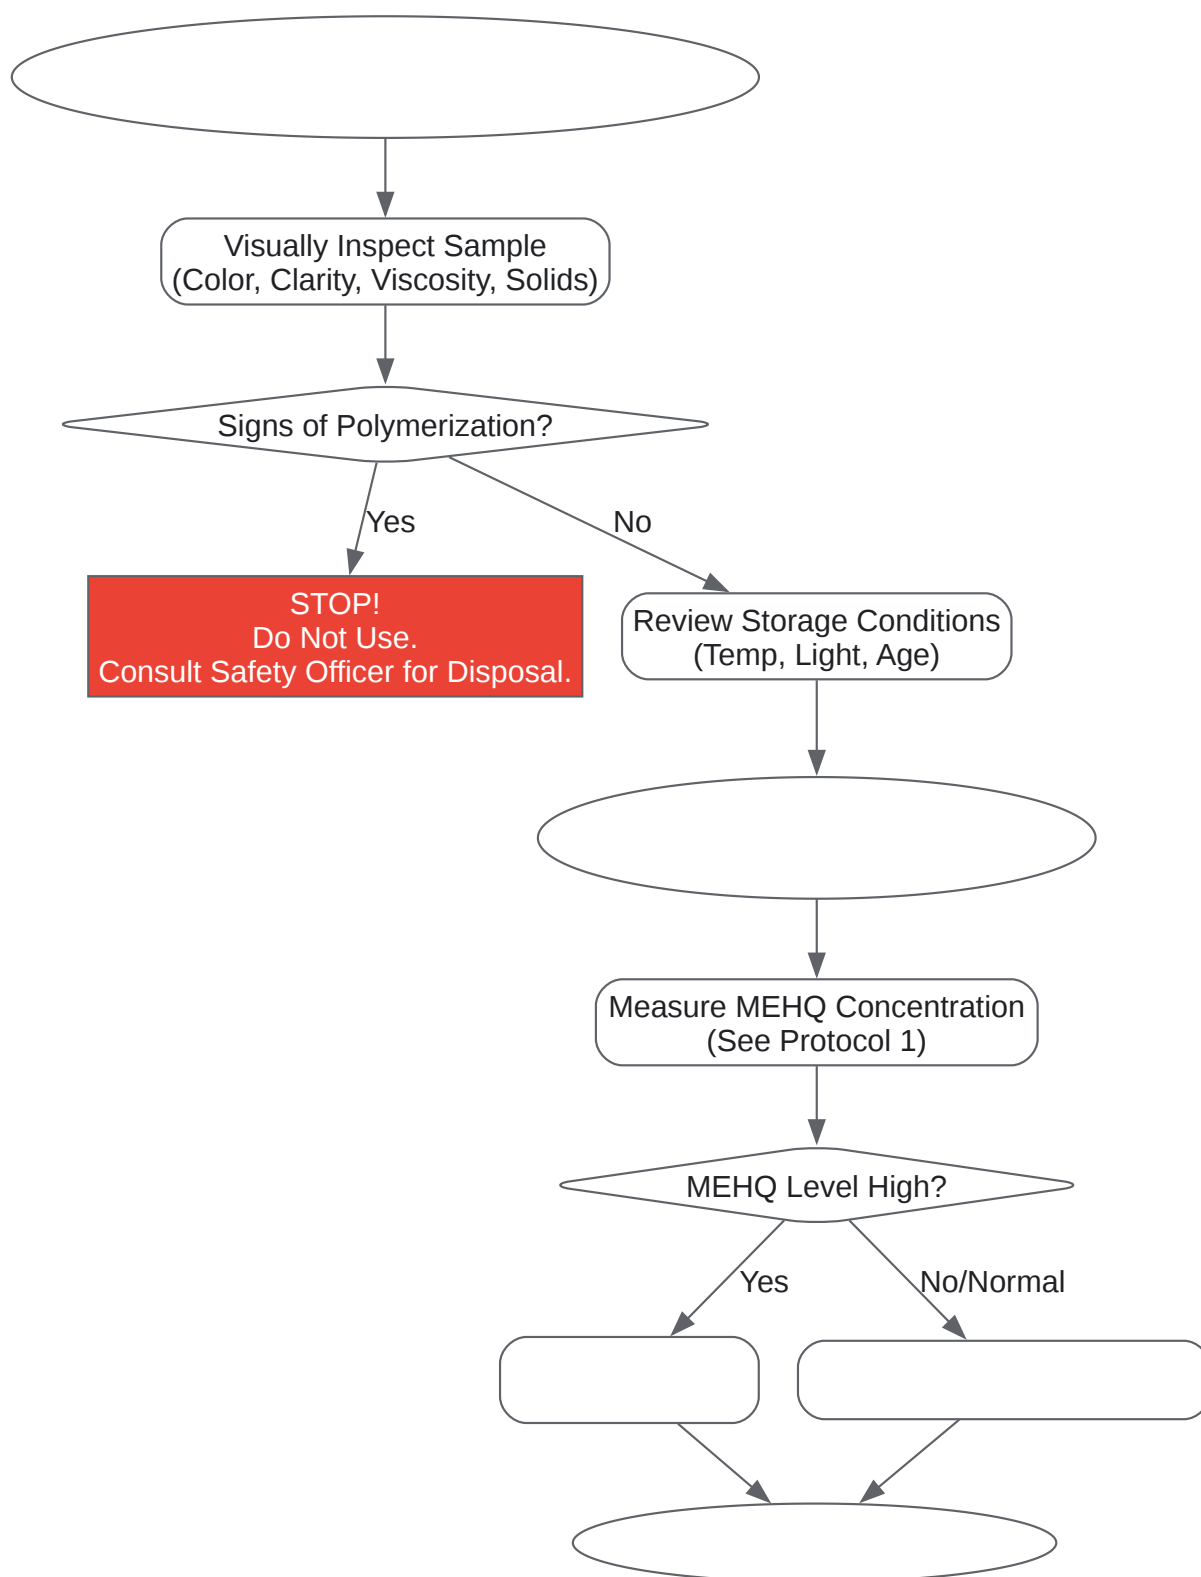 Visually Inspect Sample
(Color, Clarity, Viscosity, Solids)
Signs of Polymerization?
Yes
No
STOP!
Do Not Use.
Consult Safety Officer for Disposal.
Review Storage Conditions
(Temp, Light, Age)
Measure MEHQ Concentration
(See Protocol 1)
MEHQ Level High?
Yes
No/Normal